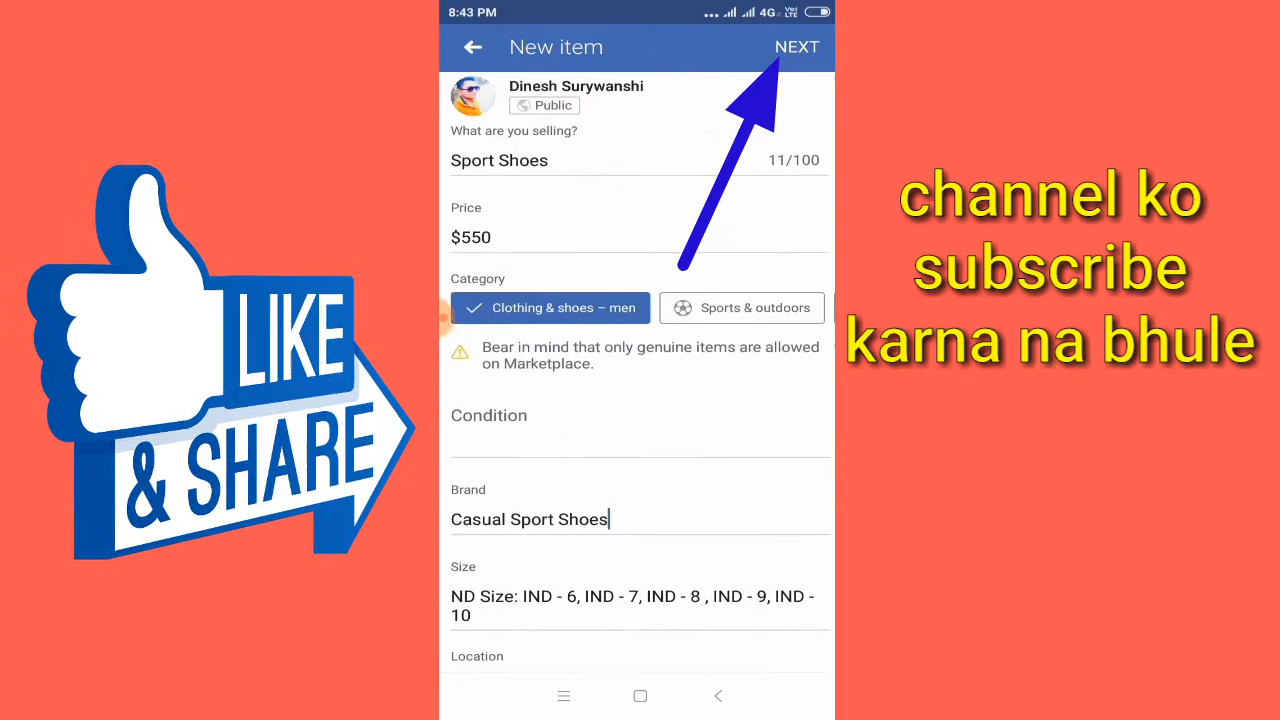 8:43 PM
4G
VoLTE
New item
NEXT
Dinesh Surywanshi
Public
What are you selling?
Sport Shoes
11/100
Price
$550
Category
Clothing & shoes – men
Sports & outdoors
Bear in mind that only genuine items are allowed
on Marketplace.
Condition
Brand
Casual Sport Shoes
Size
ND Size: IND - 6, IND - 7, IND - 8 , IND - 9, IND -
10
Location
LIKE
& SHARE
channel ko
subscribe
karna na bhule